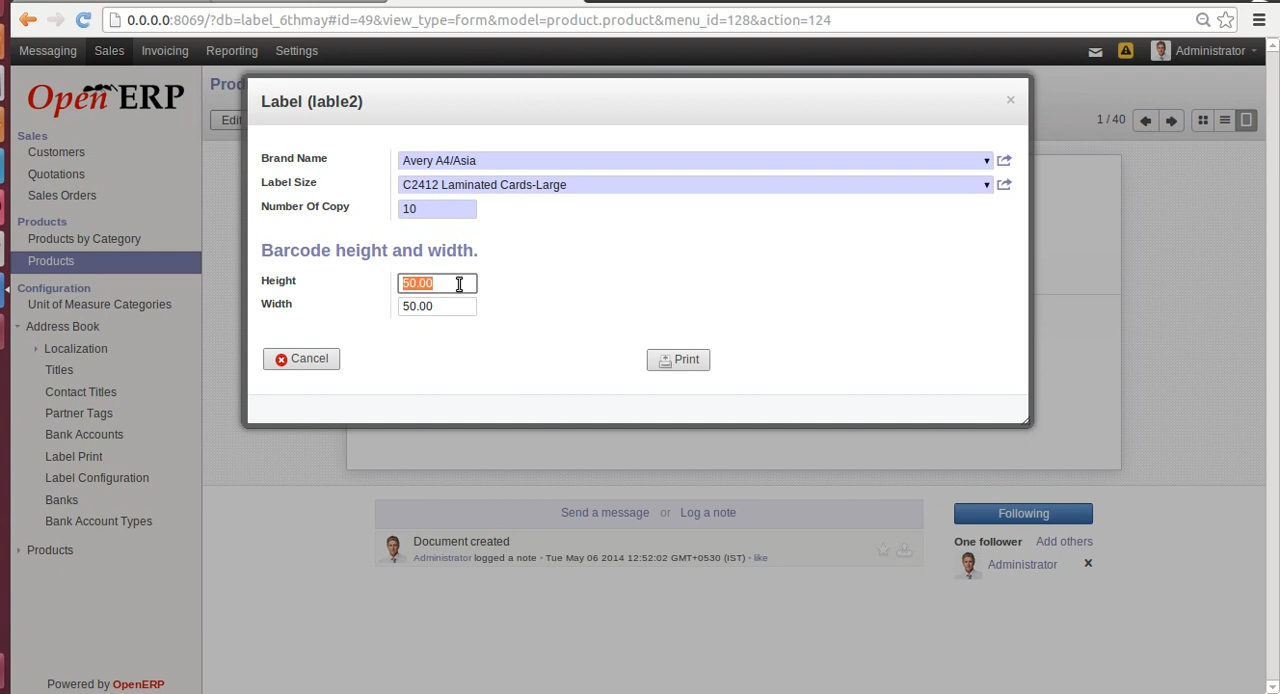 0.0.0.0:8069/?db=label_6thmay#id=49&view_type=form&model=product.product&menu_id=128&action=124
Messaging Sales Invoicing Reporting Settings Administrator
Open ERP
Sales
Customers
Quotations
Sales Orders
Products
Products by Category
Products
Configuration
Unit of Measure Categories
Address Book
Localization
Titles
Contact Titles
Partner Tags
Bank Accounts
Label Print
Label Configuration
Banks
Bank Account Types
Products
Powered by OpenERP
Prod
Edit
1 / 40
Label (lable2) ×
Brand Name Avery A4/Asia
Label Size C2412 Laminated Cards-Large
Number Of Copy 10
Barcode height and width.
Height 50.00
Width 50.00
Cancel Print
Send a message or Log a note
Document created
Administrator logged a note • Tue May 06 2014 12:52:02 GMT+0530 (IST) • like
Following
One follower Add others
Administrator x